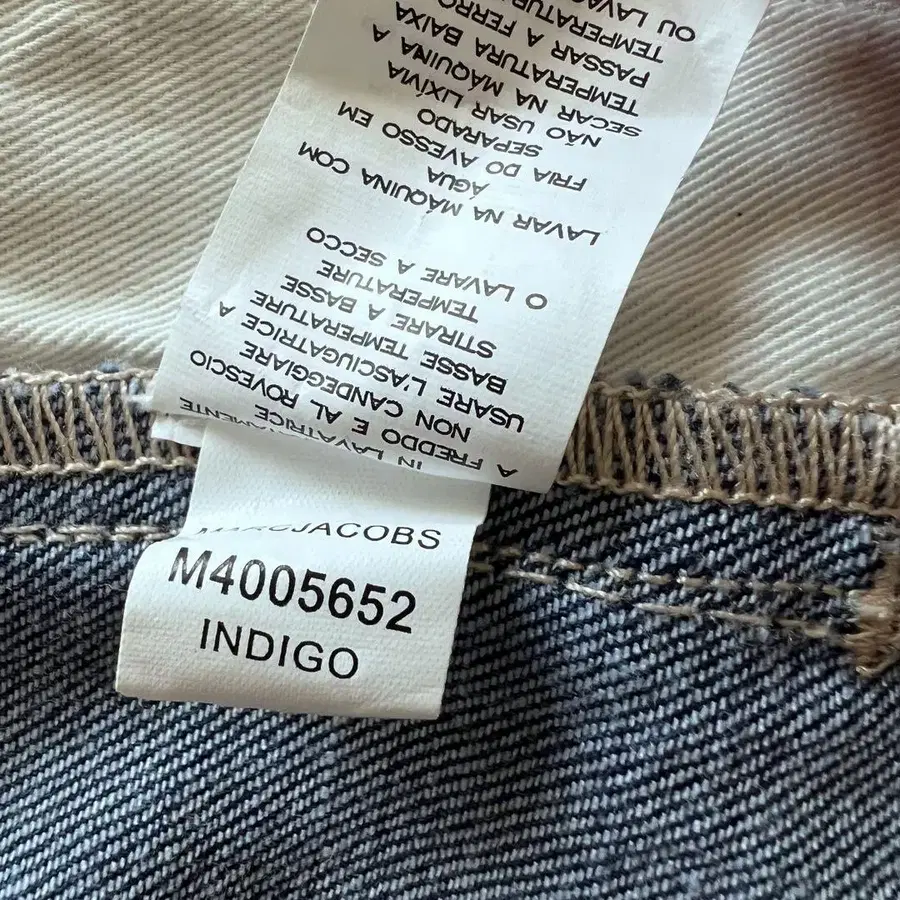 IN LAVATRICE
A FREDDO E AL ROVESCIO
NON CANDEGGIARE
USARE L'ASCIUGATRICE A
BASSE TEMPERATURE
STIRARE A BASSE
TEMPERATURE
O LAVARE A SECCO
LAVAR NA MÁQUINA COM
ÁGUA
FRIA DO AVESSO EM
SEPARADO
NÃO USAR LIXÍVIA
SECAR NA MÁQUINA A
TEMPERATURA BAIXA
PASSAR A FERRO
OU
MARC JACOBS
M4005652
INDIGO